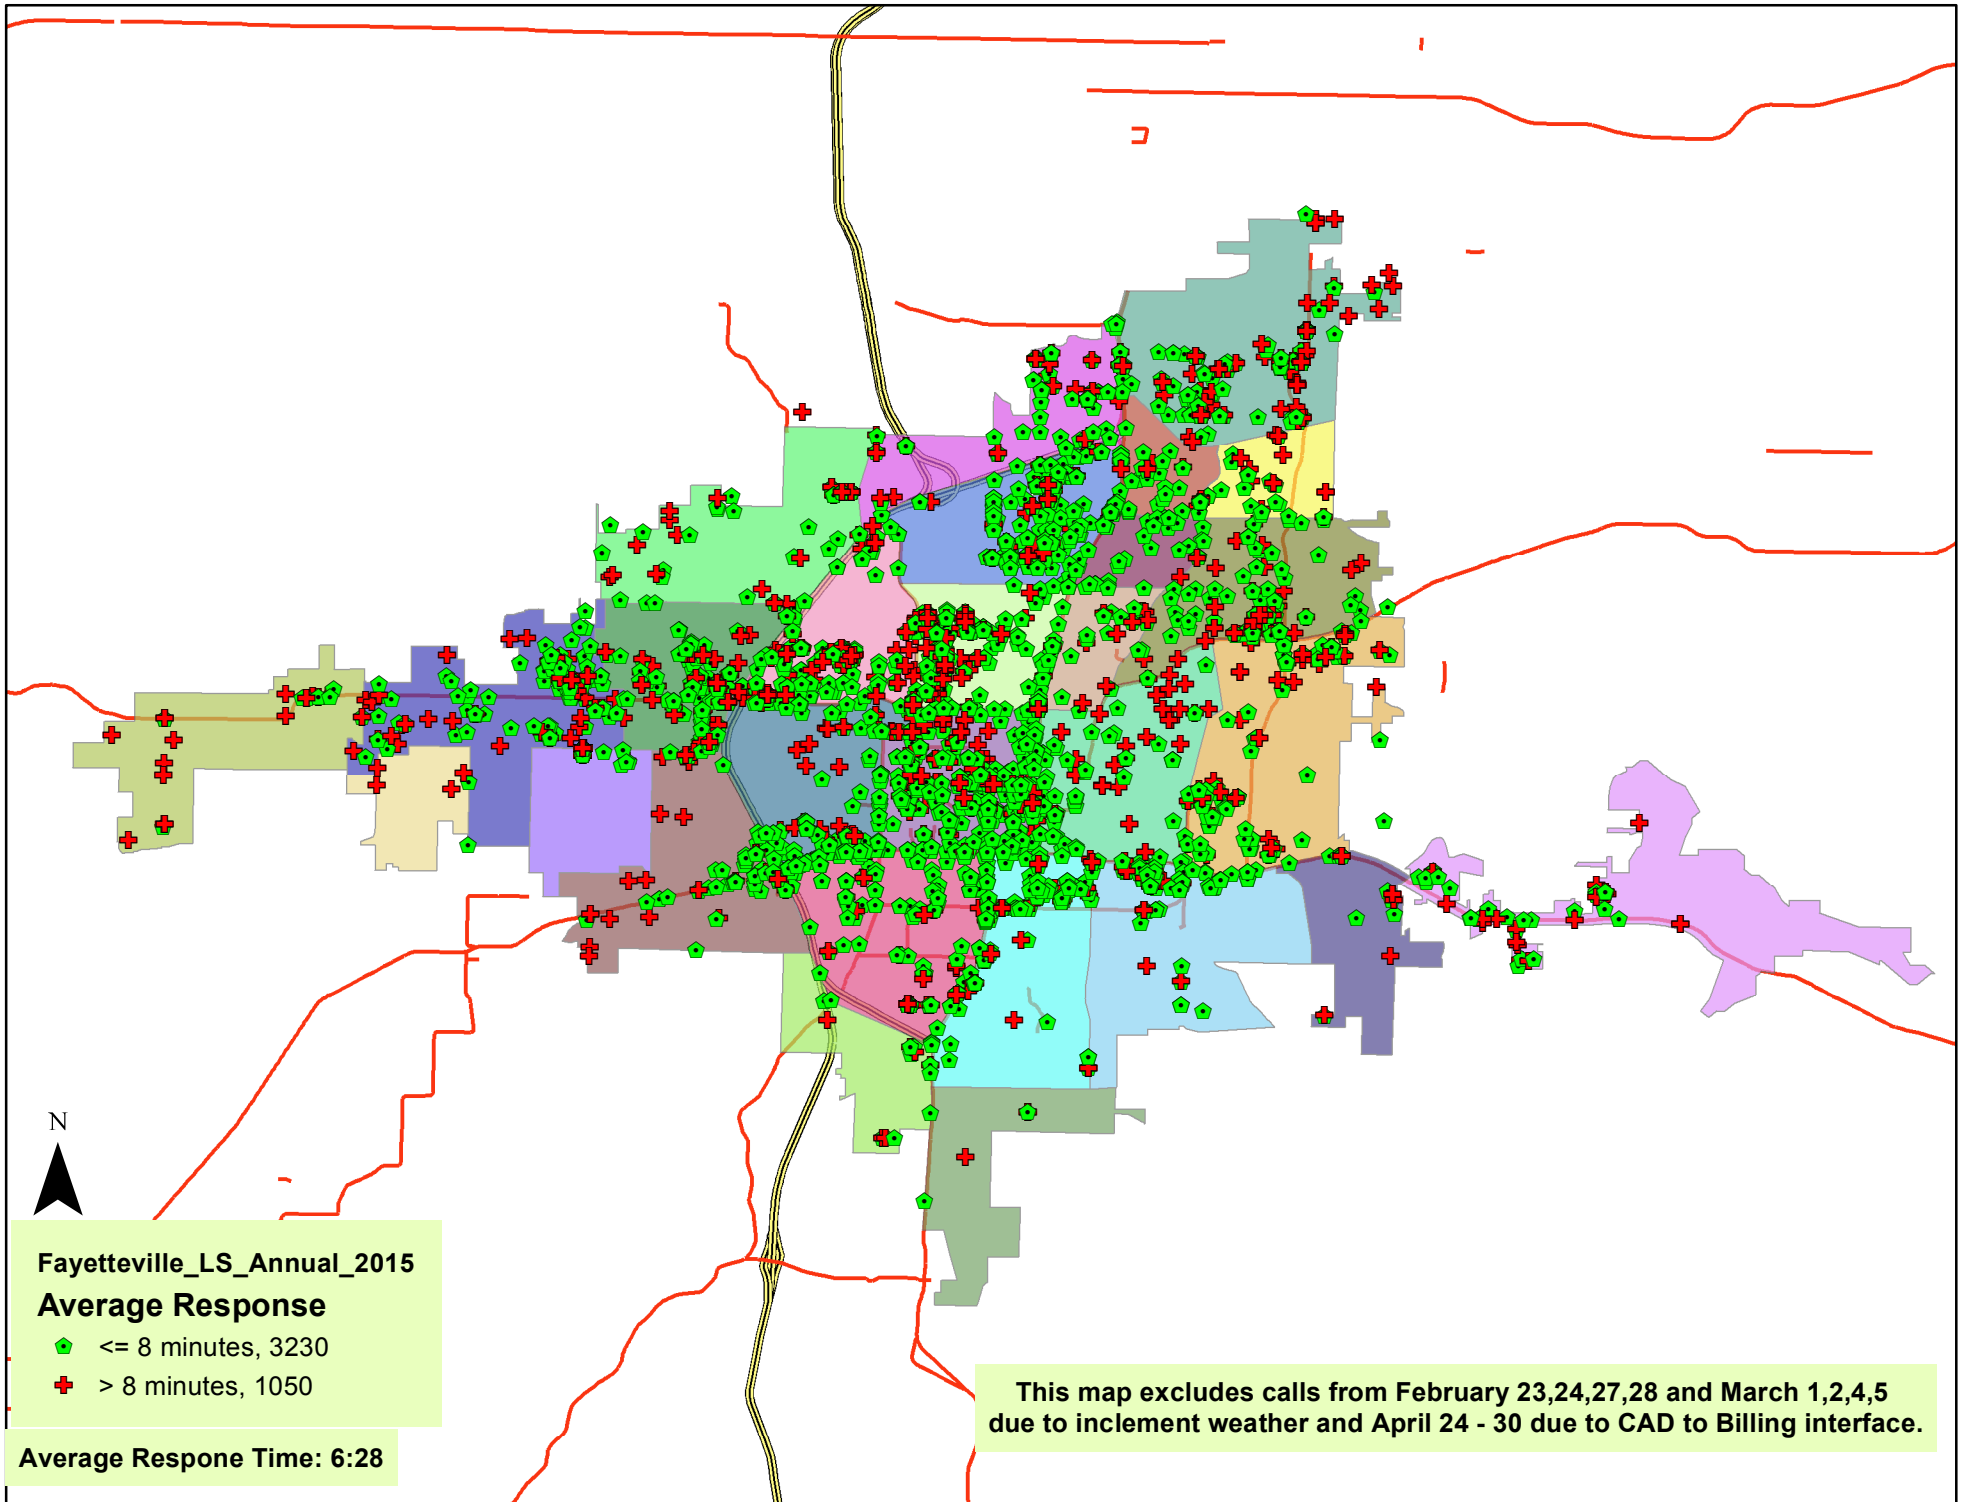 N
Fayetteville_LS_Annual_2015
Average Response
<= 8 minutes, 3230
> 8 minutes, 1050
Average Respone Time: 6:28
This map excludes calls from February 23,24,27,28 and March 1,2,4,5
due to inclement weather and April 24 - 30 due to CAD to Billing interface.